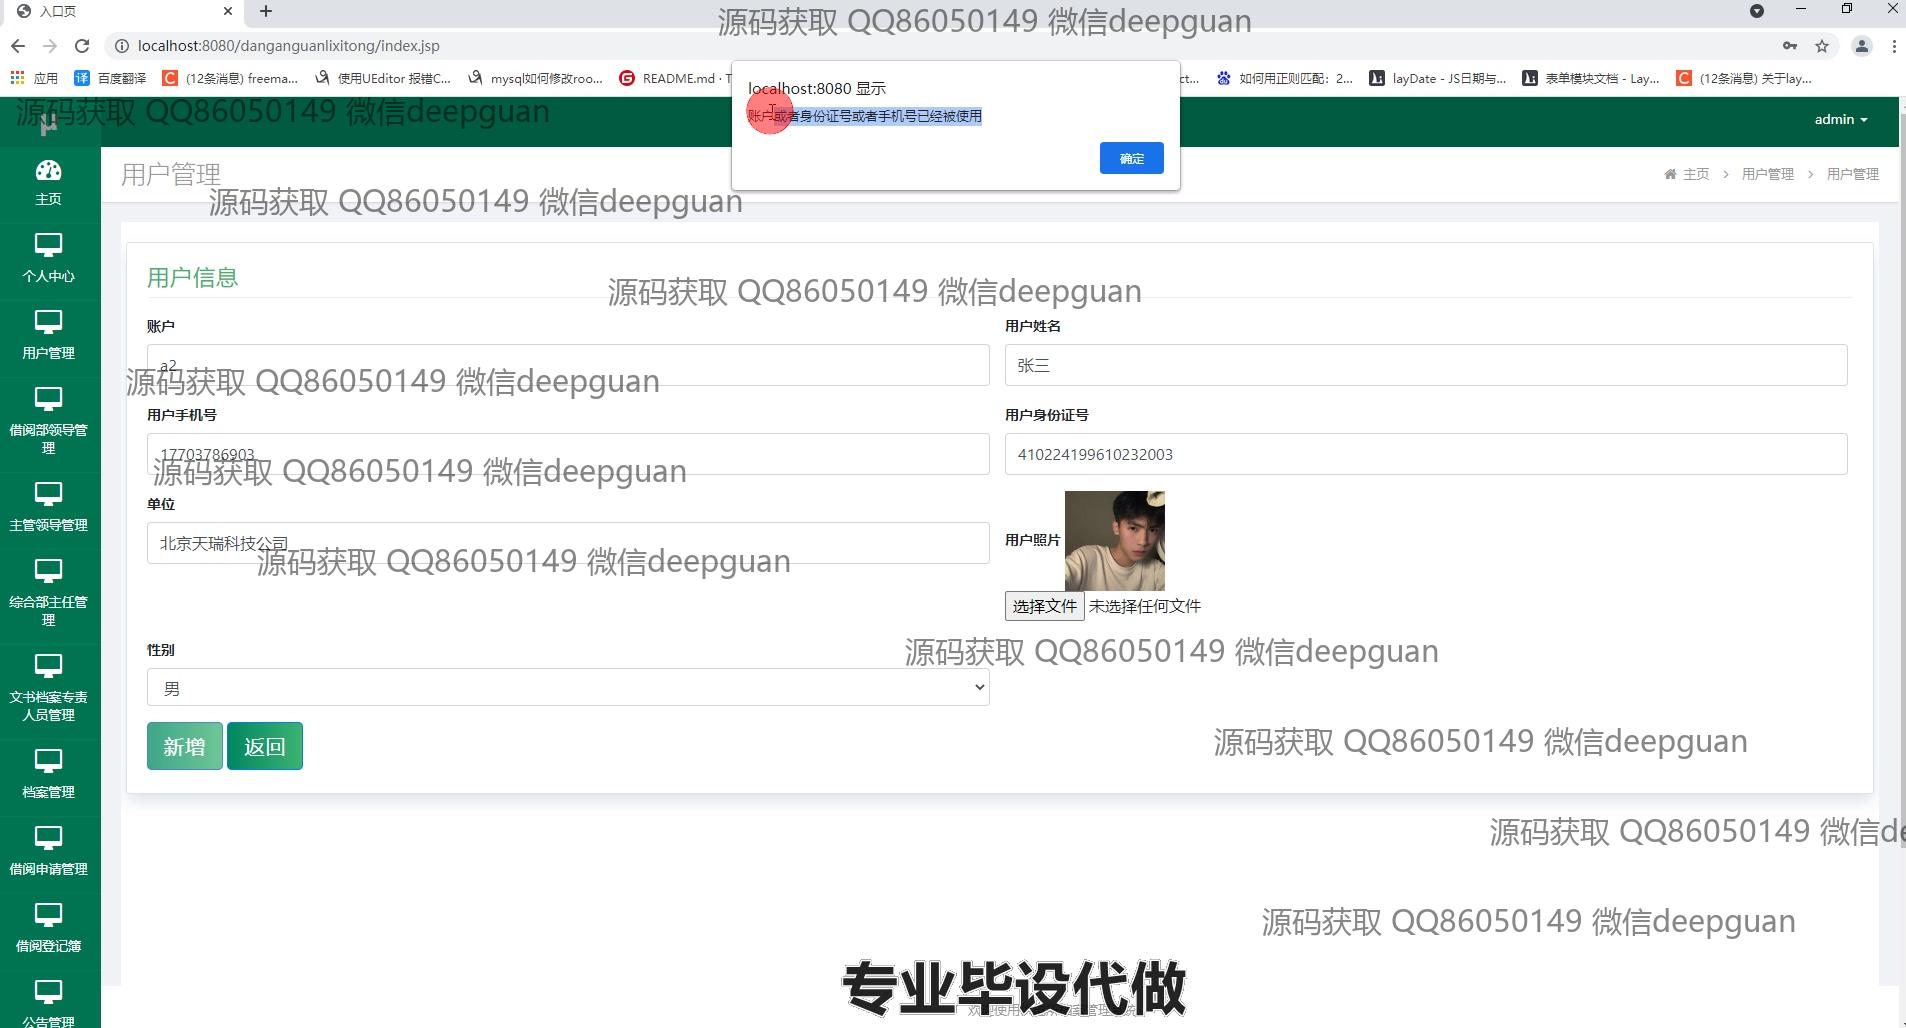 入口页
源码获取 QQ86050149 微信deepguan
localhost:8080/danganguanlixitong/index.jsp
应用
百度翻译
(12条消息) freema...
使用UEditor 报错C...
mysql如何修改roo...
README.md · T
ct...
如何用正则匹配：2...
layDate - JS日期与...
表单模块文档 - Lay...
(12条消息) 关于lay...
localhost:8080 显示
账户或者身份证号或者手机号已经被使用
确定
源码获取 QQ86050149 微信deepguan
admin
用户管理
主页 > 用户管理 > 用户管理
源码获取 QQ86050149 微信deepguan
主页
个人中心
用户管理
借阅部领导管
理
主管领导管理
综合部主任管
理
文书档案专责
人员管理
档案管理
借阅申请管理
借阅登记簿
公告管理
用户信息
源码获取 QQ86050149 微信deepguan
账户
a2
用户姓名
张三
源码获取 QQ86050149 微信deepguan
用户手机号
17703786903
用户身份证号
410224199610232003
源码获取 QQ86050149 微信deepguan
单位
北京天瑞科技公司
用户照片
选择文件 未选择任何文件
源码获取 QQ86050149 微信deepguan
性别
男
源码获取 QQ86050149 微信deepguan
新增
返回
源码获取 QQ86050149 微信deepguan
源码获取 QQ86050149 微信de
源码获取 QQ86050149 微信deepguan
专业毕设代做